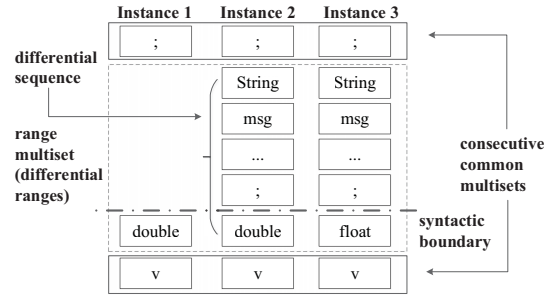 Instance 1 Instance 2 Instance 3
; ; ;
differential
sequence
String String
msg msg
range
multiset
(differential
ranges)
... ...
; ;
consecutive
common
multisets
syntactic
boundary
double double float
v v v